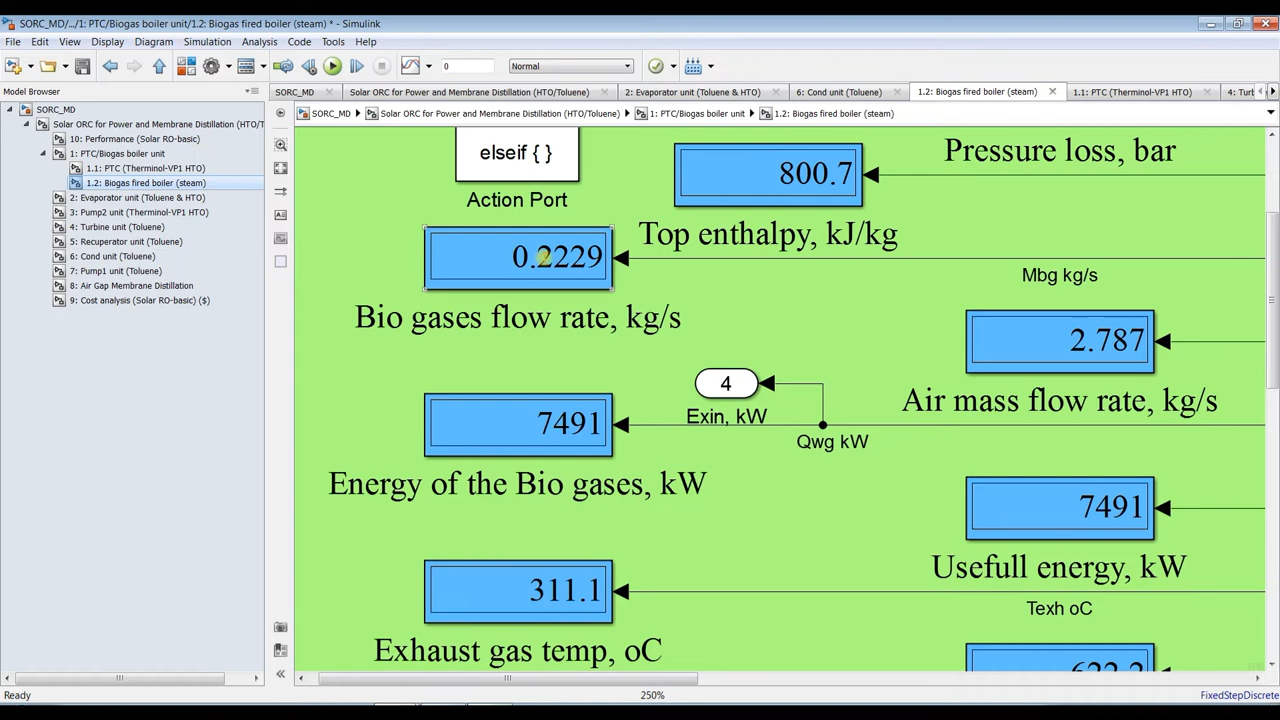 SORC_MD/.../1: PTC/Biogas boiler unit/1.2: Biogas fired boiler (steam) * - Simulink
File Edit View Display Diagram Simulation Analysis Code Tools Help
0 Normal
Model Browser
SORC_MD
Solar ORC for Power and Membrane Distillation (HTO/T
10: Performance (Solar RO-basic)
1: PTC/Biogas boiler unit
1.1: PTC (Therminol-VP1 HTO)
1.2: Biogas fired boiler (steam)
2: Evaporator unit (Toluene & HTO)
3: Pump2 unit (Therminol-VP1 HTO)
4: Turbine unit (Toluene)
5: Recuperator unit (Toluene)
6: Cond unit (Toluene)
7: Pump1 unit (Toluene)
8: Air Gap Membrane Distillation
9: Cost analysis (Solar RO-basic) ($)
SORC_MD Solar ORC for Power and Membrane Distillation (HTO/Toluene) 2: Evaporator unit (Toluene & HTO) 6: Cond unit (Toluene) 1.2: Biogas fired boiler (steam) 1.1: PTC (Therminol-VP1 HTO) 4: Turb
SORC_MD Solar ORC for Power and Membrane Distillation (HTO/Toluene) 1: PTC/Biogas boiler unit 1.2: Biogas fired boiler (steam)
elseif { }
Action Port
800.7
Pressure loss, bar
Top enthalpy, kJ/kg
0.2229
Mbg kg/s
Bio gases flow rate, kg/s
2.787
Air mass flow rate, kg/s
4
Exin, kW
7491
Qwg kW
Energy of the Bio gases, kW
7491
Usefull energy, kW
311.1
Texh oC
Exhaust gas temp, oC
Ready 250% FixedStepDiscrete